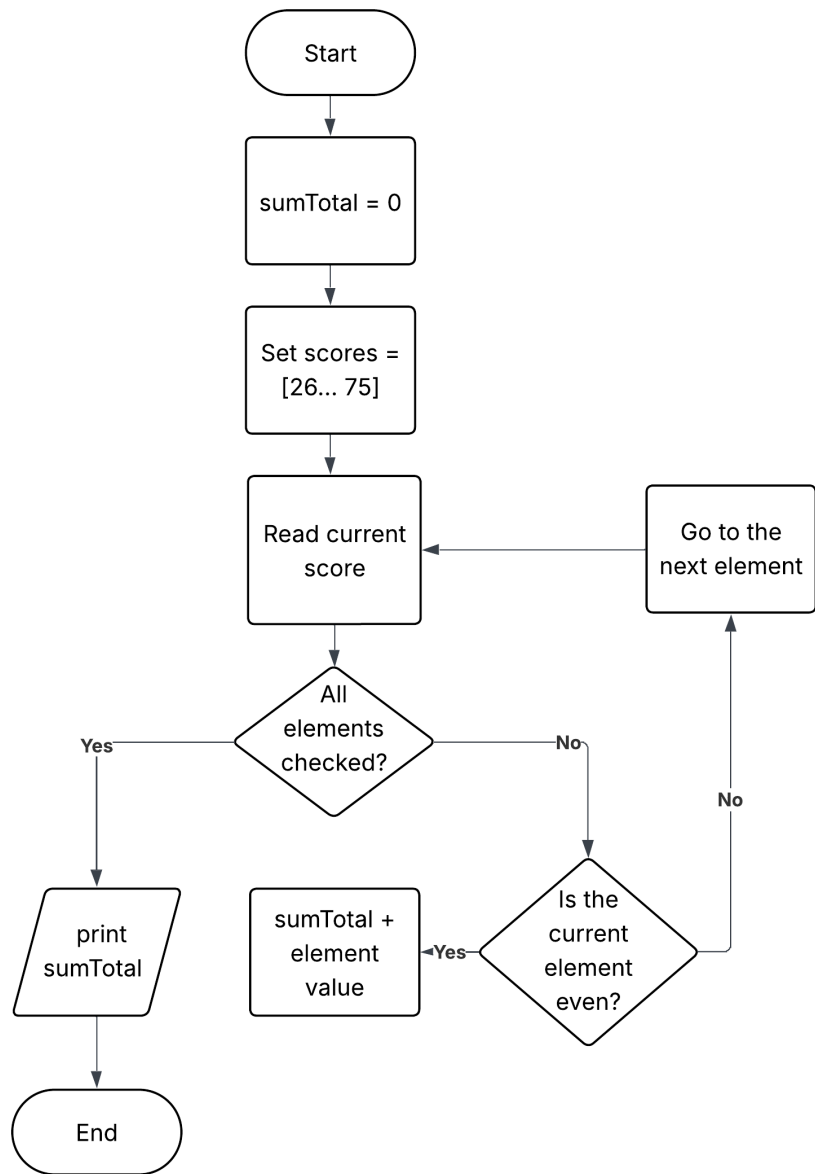 Start
sumTotal = 0
Set scores =
[26... 75]
Read current
score
Go to the
next element
All
elements
checked?
Yes
No
No
print
sumTotal
sumTotal +
element
value
Yes
Is the
current
element
even?
End